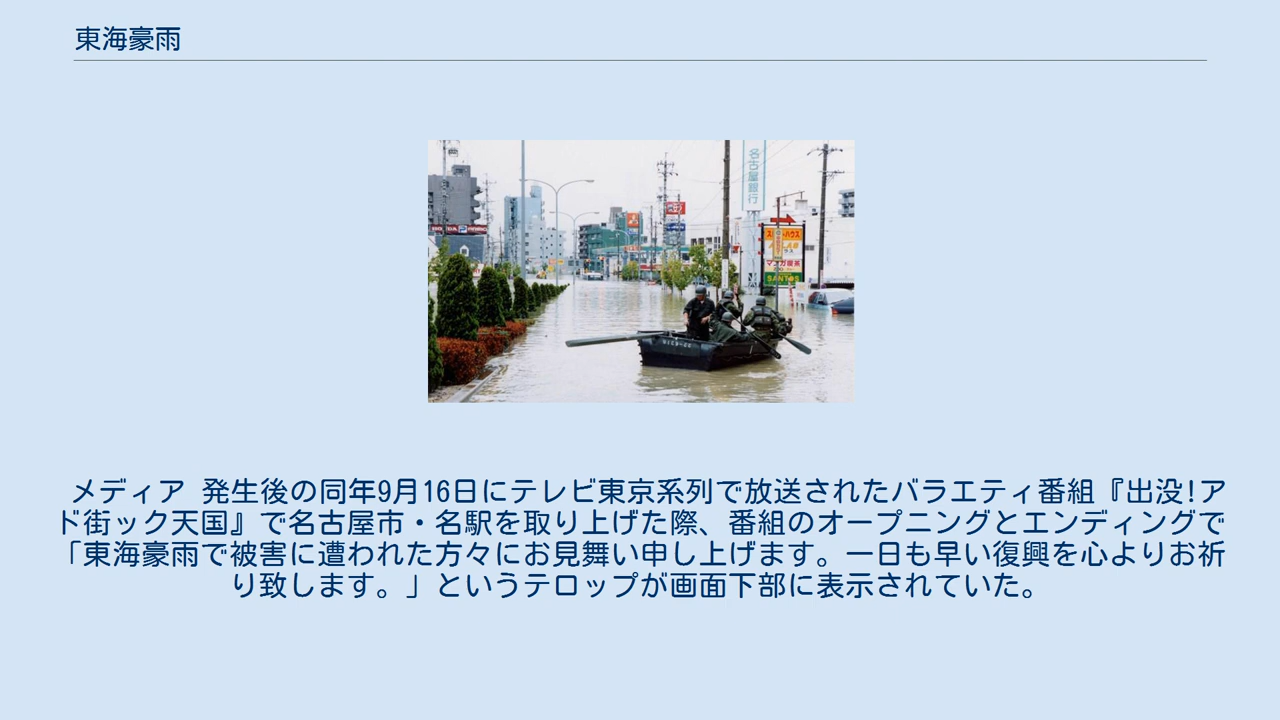 東海豪雨
名古屋銀行
メディア 発生後の同年9月16日にテレビ東京系列で放送されたバラエティ番組『出没!ア
ド街ック天国』で名古屋市・名駅を取り上げた際、番組のオープニングとエンディングで
「東海豪雨で被害に遭われた方々にお見舞い申し上げます。一日も早い復興を心よりお祈
り致します。」というテロップが画面下部に表示されていた。